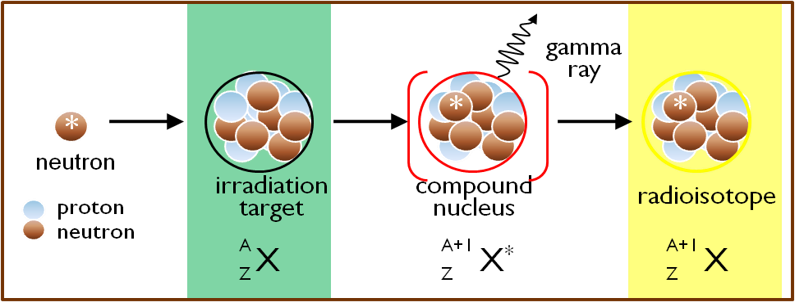 gamma
ray
*
*
*
neutron
irradiation
target
compound
nucleus
radioisotope
proton
neutron
A
Z X
A+1
Z X*
A+1
Z X